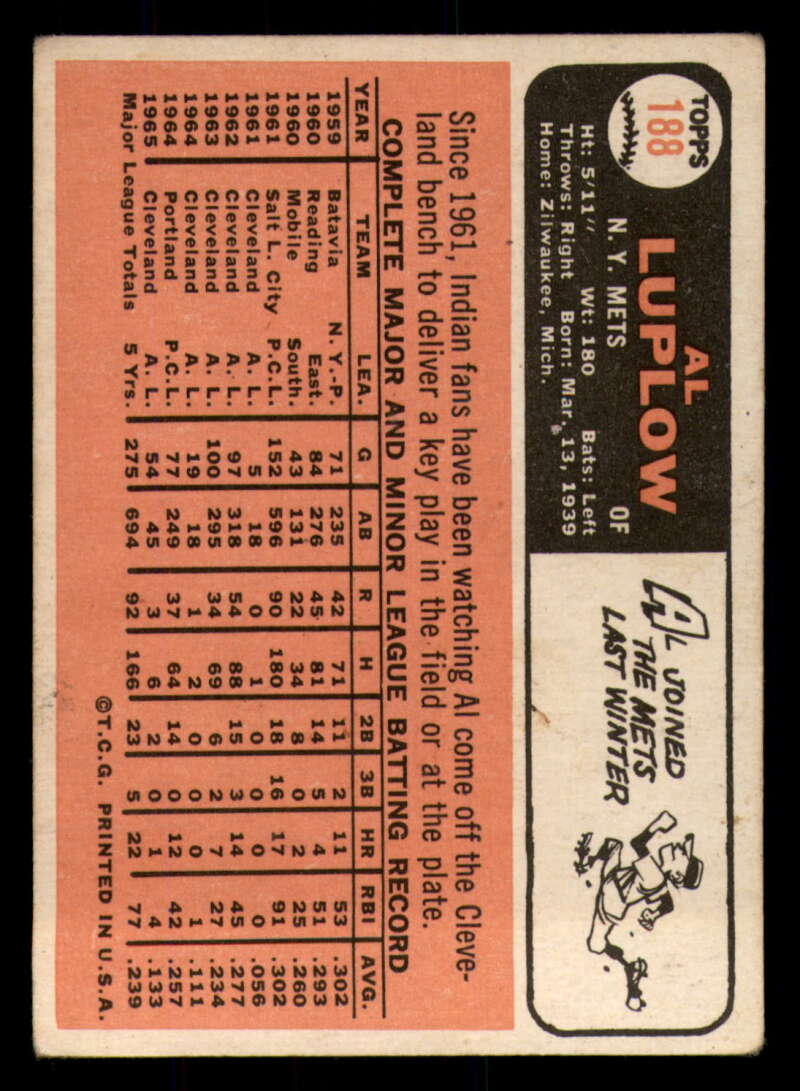 TOPPS
188
AL
LUPLOW
N. Y. METS OF
Ht: 5/11" Wt: 180 Bats: Left
Throws: Right Born: Mar. 13, 1939
Home: Zilwaukee, Mich.
AL JOINED
THE METS
LAST WINTER
Since 1961, Indian fans have been watching Al come off the Cleve-
land bench to deliver a key play in the field or at the plate.
COMPLETE MAJOR AND MINOR LEAGUE BATTING RECORD
YEAR TEAM LEA. G AB R H 2B 3B HR RBI AVG.
1959 Batavia N. Y.-P. 71 235 42 71 11 2 11 53 .302
1960 Reading East. 84 276 45 81 14 5 4 51 .293
1960 Mobile South. 43 131 22 34 8 0 2 25 .260
1961 Salt L. City P.C.L. 152 596 90 180 18 16 17 91 .302
1961 Cleveland A. L. 5 18 0 1 0 0 0 0 .056
1962 Cleveland A. L. 97 318 54 88 15 3 14 45 .277
1963 Cleveland A. L. 100 295 34 69 6 2 7 27 .234
1964 Cleveland A. L. 19 18 1 2 0 0 0 1 .111
1964 Portland P.C.L. 77 249 37 64 14 0 12 42 .257
1965 Cleveland A. L. 54 45 3 6 2 0 1 4 .133
Major League Totals 5 Yrs. 275 694 92 166 23 5 22 77 .239
©T.C.G. PRINTED IN U.S.A.